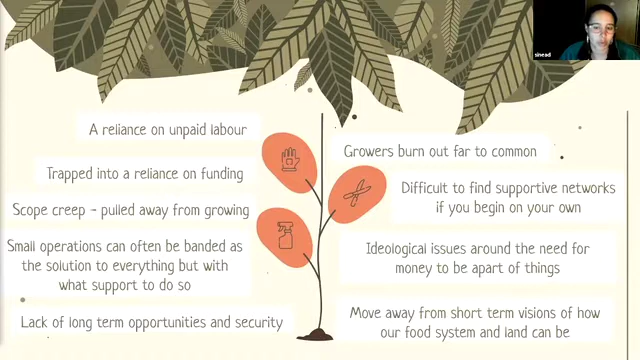 sinead
A reliance on unpaid labour
Trapped into a reliance on funding
Scope creep - pulled away from growing
Small operations can often be banded as
the solution to everything but with
what support to do so
Lack of long term opportunities and security
Growers burn out far to common
Difficult to find supportive networks
if you begin on your own
Ideological issues around the need for
money to be apart of things
Move away from short term visions of how
our food system and land can be